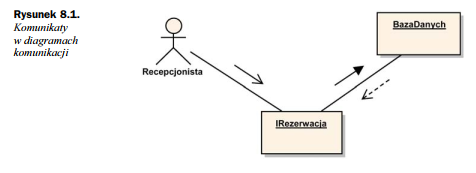 Rysunek 8.1.
Komunikaty
w diagramach
komunikacji
BazaDanych
Recepcjonista
IRezerwacja